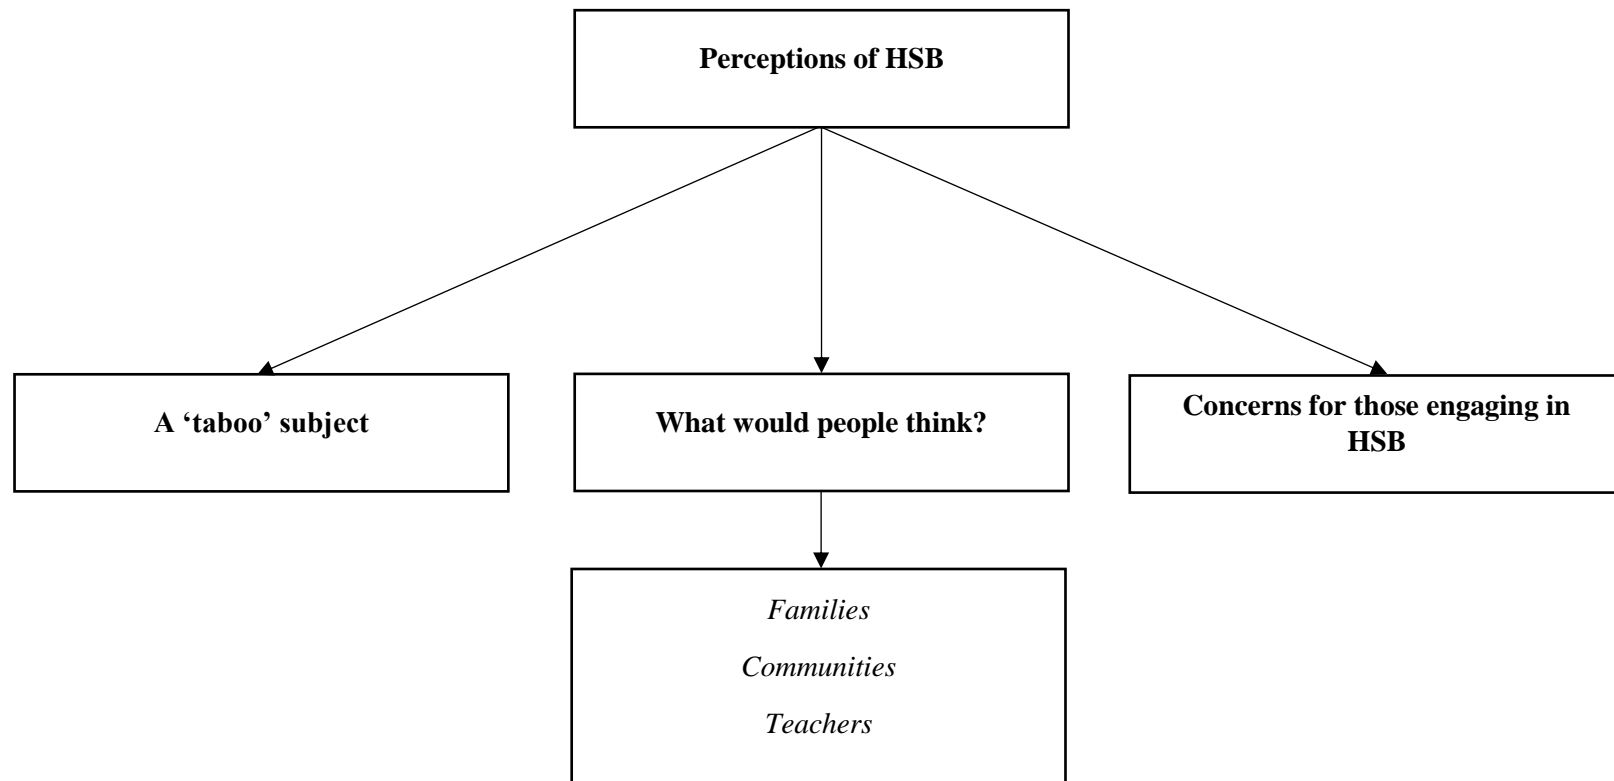 Perceptions of HSB
A ‘taboo’ subject
What would people think?
Concerns for those engaging in
HSB
Families
Communities
Teachers